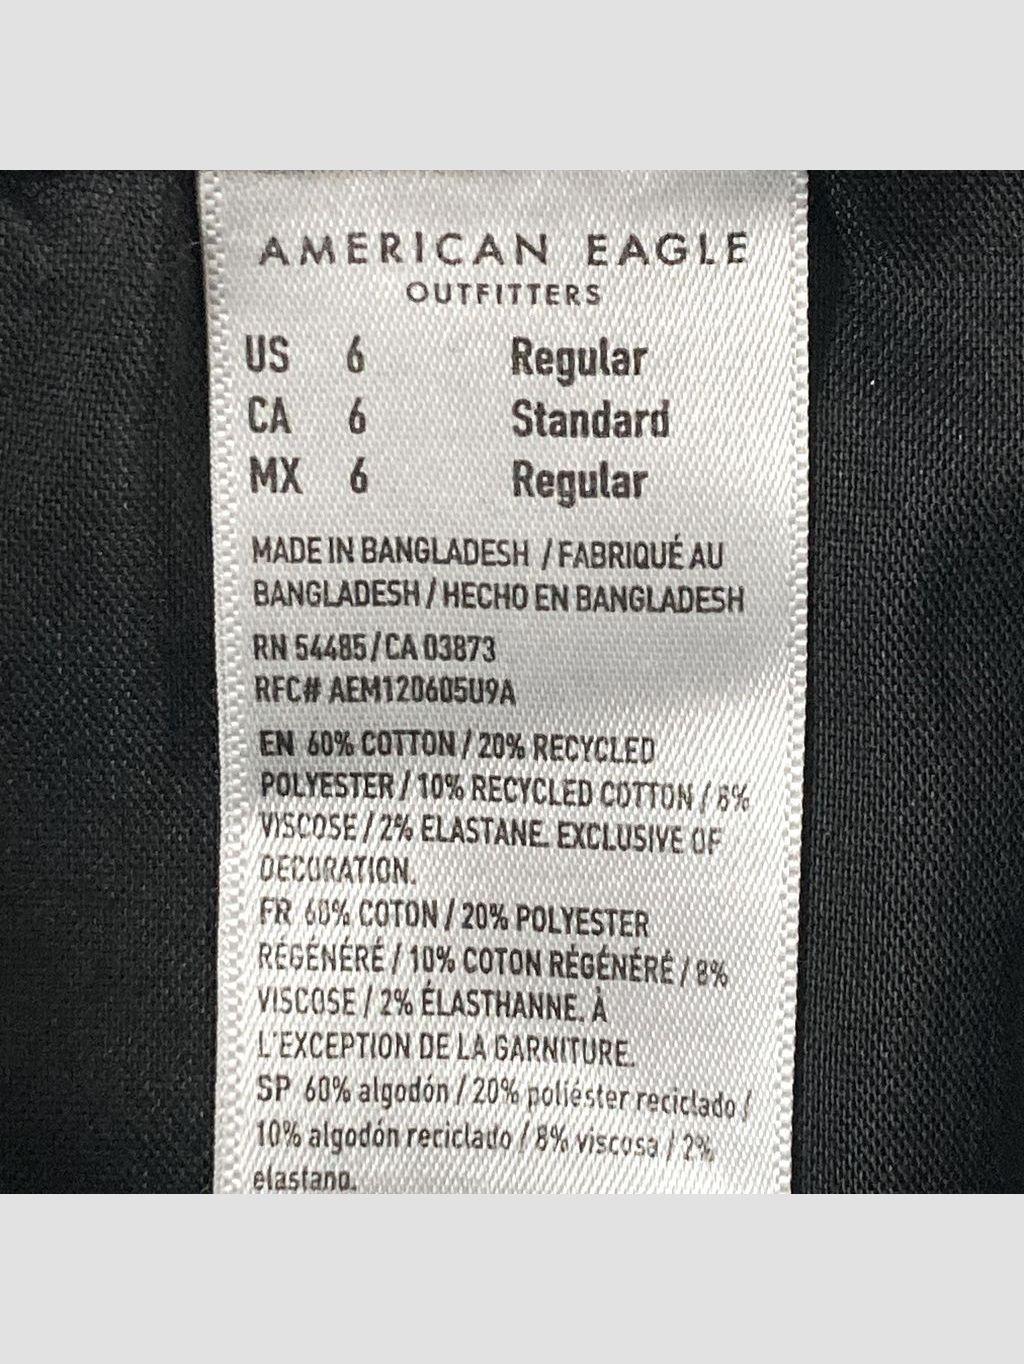 AMERICAN EAGLE
OUTFITTERS
US 6 Regular
CA 6 Standard
MX 6 Regular
MADE IN BANGLADESH / FABRIQUÉ AU
BANGLADESH / HECHO EN BANGLADESH
RN 54485 / CA 03873
RFC# AEM120605U9A
EN 60% COTTON / 20% RECYCLED
POLYESTER / 10% RECYCLED COTTON / 8%
VISCOSE / 2% ELASTANE. EXCLUSIVE OF
DECORATION.
FR 60% COTON / 20% POLYESTER
RÉGÉNÉRÉ / 10% COTON RÉGÉNÉRÉ / 8%
VISCOSE / 2% ÉLASTHANNE. À
L'EXCEPTION DE LA GARNITURE.
SP 60% algodón / 20% poliéster reciclado /
10% algodón reciclado / 8% viscosa / 2%
elastano.